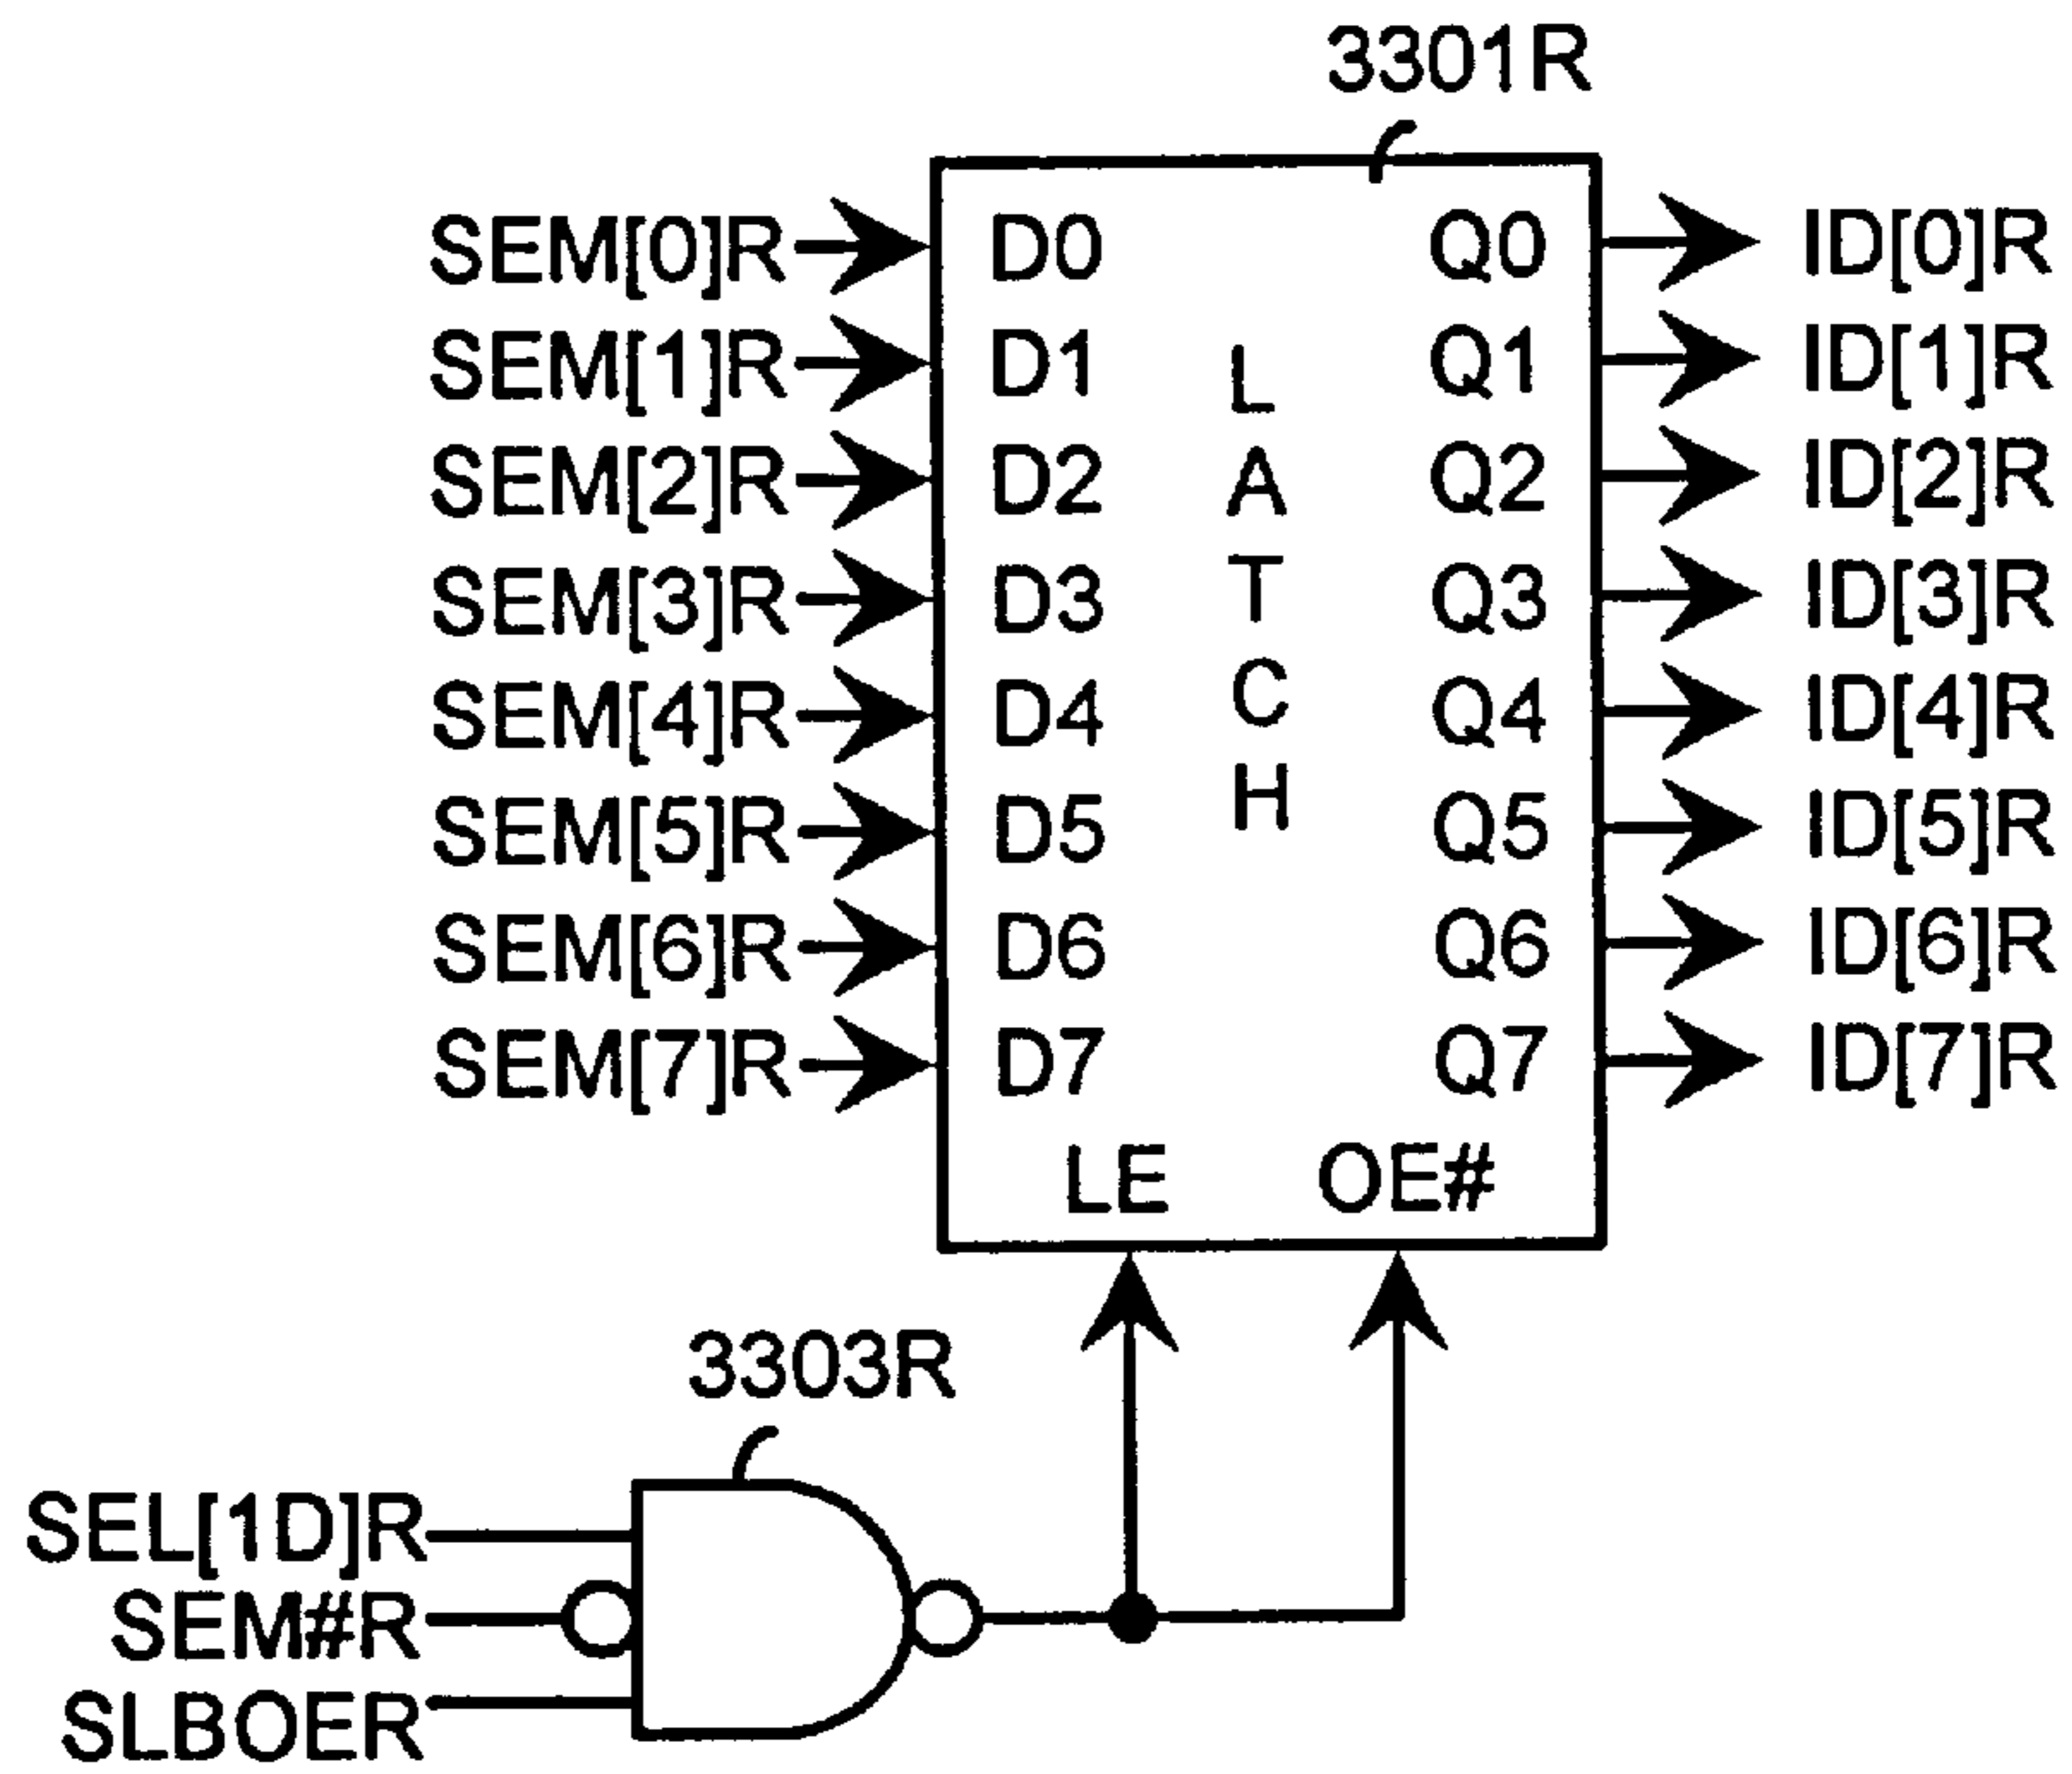 3301R
SEM[0]R D0 Q0 ID[0]R
SEM[1]R D1 Q1 ID[1]R
SEM[2]R D2 Q2 ID[2]R
SEM[3]R D3 Q3 ID[3]R
SEM[4]R D4 Q4 ID[4]R
SEM[5]R D5 Q5 ID[5]R
SEM[6]R D6 Q6 ID[6]R
SEM[7]R D7 Q7 ID[7]R
LATCH
LE OE#
3303R
SEL[1D]R
SEM#R
SLBOER